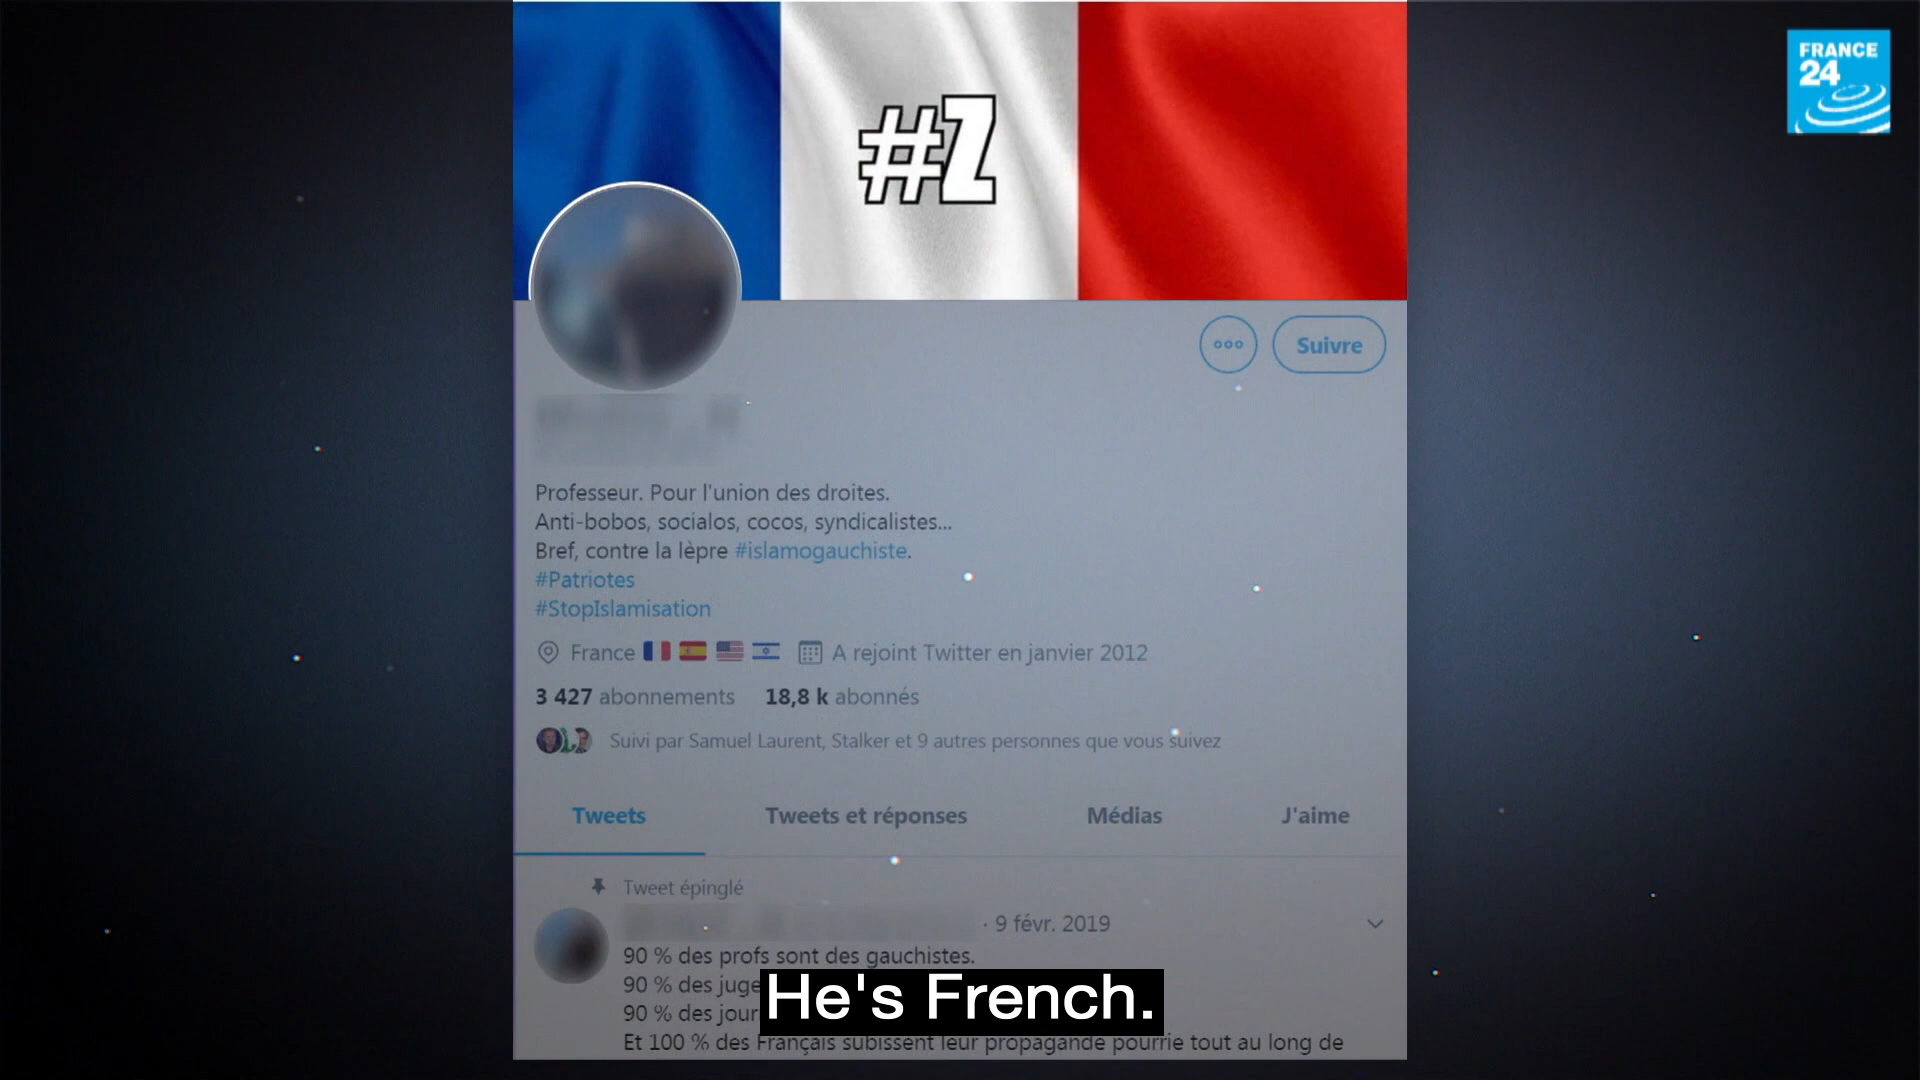 FRANCE
24
#Z
Suivre
Professeur. Pour l'union des droites.
Anti-bobos, socialos, cocos, syndicalistes...
Bref, contre la lèpre #islamogauchiste.
#Patriotes
#StopIslamisation
France A rejoint Twitter en janvier 2012
3 427 abonnements 18,8 k abonnés
Suivi par Samuel Laurent, Stalker et 9 autres personnes que vous suivez
Tweets Tweets et réponses Médias J'aime
Tweet épinglé
· 9 févr. 2019
90 % des profs sont des gauchistes.
90 % des
90 % des
Et 100 % des Français subissent leur propagande pourrie tout au long de
He's French.